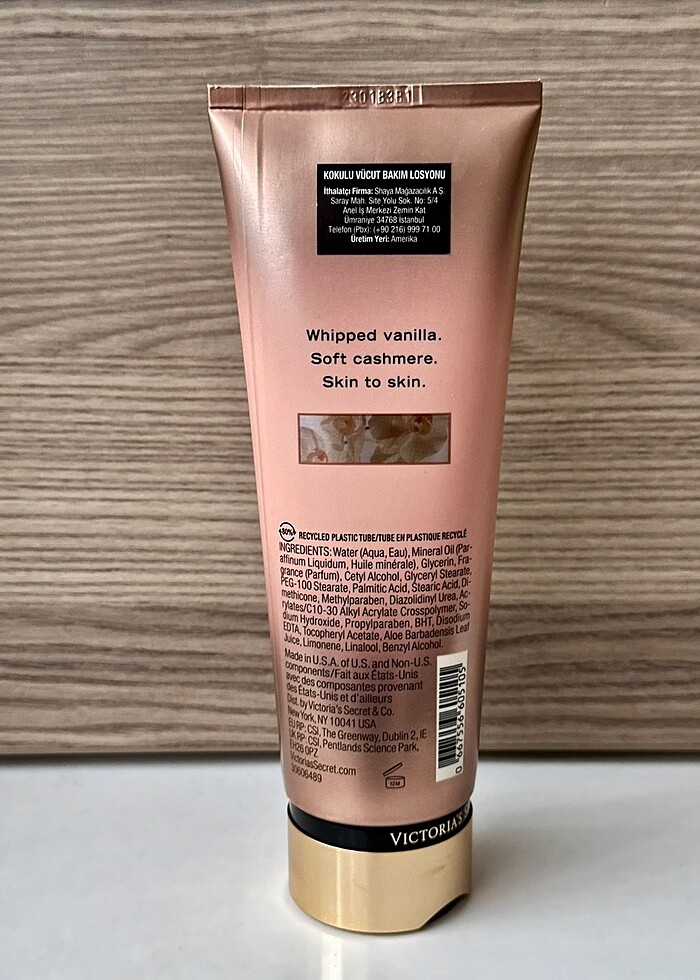 23018381
KOKULU VÜCUT BAKIM LOSYONU
İthalatçı Firma: Shaya Mağazacılık A.Ş.
Saray Mah. Site Yolu Sok. No: 5/4
Anel İş Merkezi Zemin Kat
Ümraniye 34768 İstanbul
Telefon (Pbx): (+90 216) 999 71 00
Üretim Yeri: Amerika
Whipped vanilla.
Soft cashmere.
Skin to skin.
80% RECYCLED PLASTIC TUBE/TUBE EN PLASTIQUE RECYCLÉ
INGREDIENTS: Water (Aqua, Eau), Mineral Oil (Par-
affinum Liquidum, Huile minérale), Glycerin, Fra-
grance (Parfum), Cetyl Alcohol, Glyceryl Stearate,
PEG-100 Stearate, Palmitic Acid, Stearic Acid, Di-
methicone, Methylparaben, Diazolidinyl Urea, Ac-
rylates/C10-30 Alkyl Acrylate Crosspolymer, So-
dium Hydroxide, Propylparaben, BHT, Disodium
EDTA, Tocopheryl Acetate, Aloe Barbadensis Leaf
Juice, Limonene, Linalool, Benzyl Alcohol.
Made in U.S.A. of U.S. and Non-U.S.
components/Fait aux États-Unis
avec des composantes provenant
des États-Unis et d'ailleurs
Dist. by Victoria's Secret & Co.
New York, NY 10041 USA
EU RP: CSI, The Greenway, Dublin 2, IE
UK RP: CSI, Pentlands Science Park,
EH26 0PZ
VictoriasSecret.com
30606489
12M
0 667556 605105
VICTORIA'S S